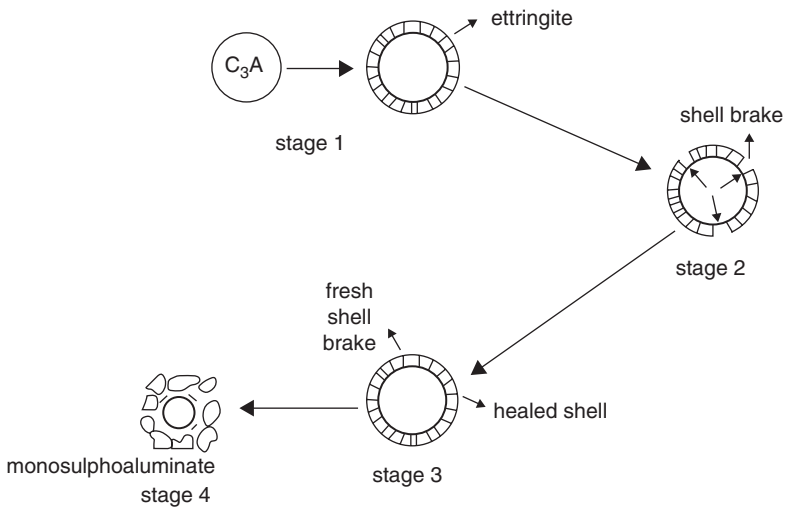 ettringite
C₃A
stage 1
shell brake
stage 2
fresh
shell
brake
healed shell
stage 3
monosulphoaluminate
stage 4